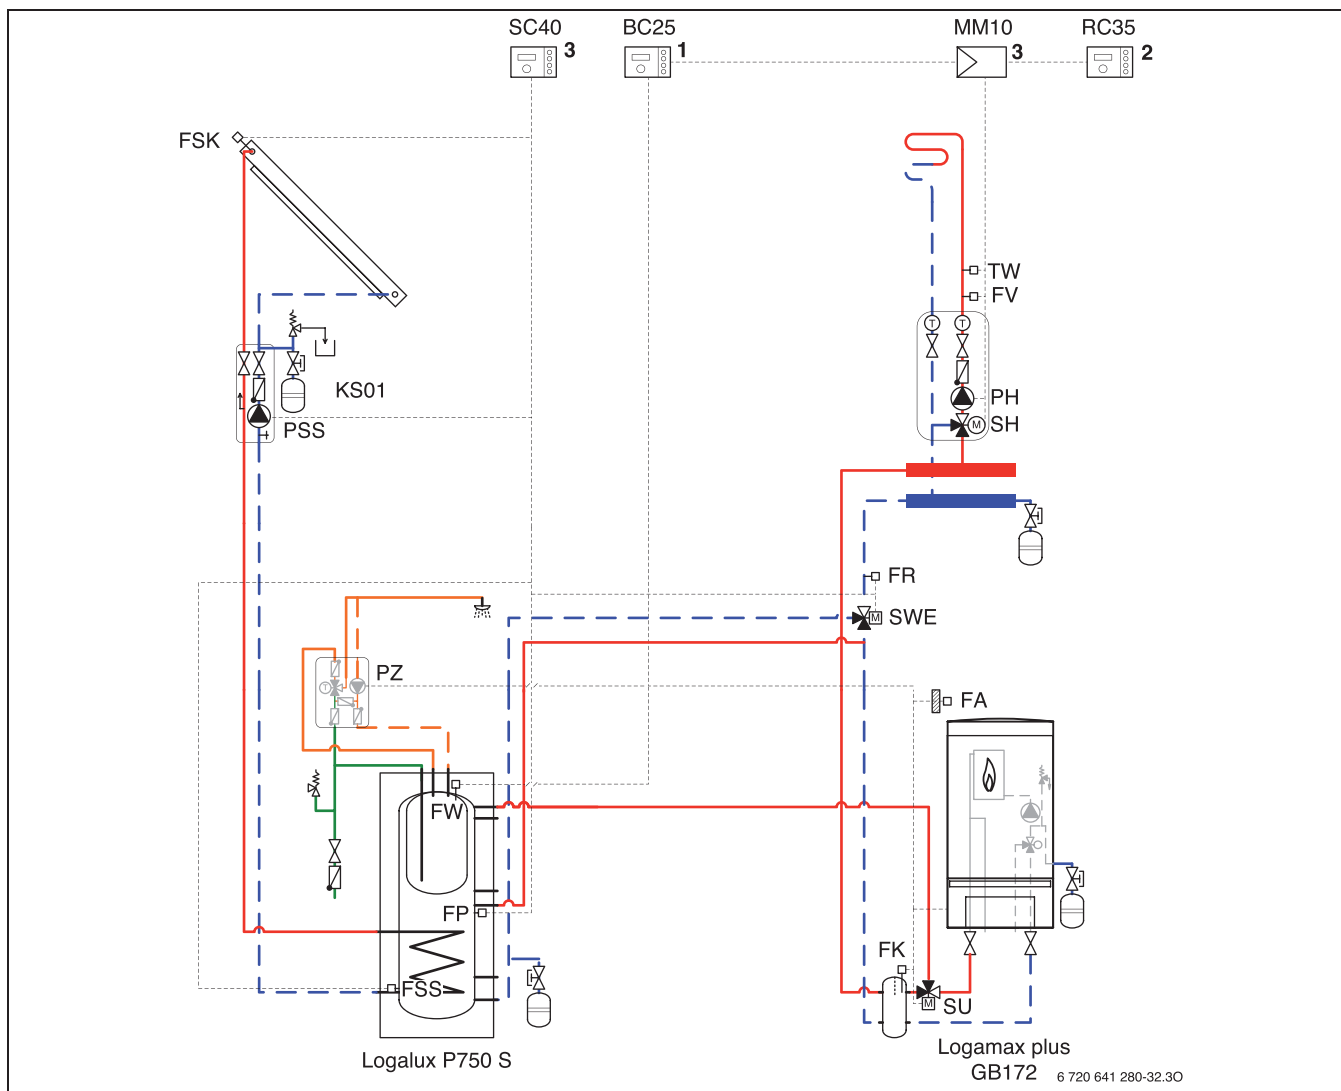 SC40
BC25
MM10
RC35
3
1
3
2
FSK
TW
FV
T
T
KS01
PH
PSS
SH
M
FR
SWE
M
PZ
T
FA
FW
FP
FK
FSS
SU
M
Logalux P750 S
Logamax plus
GB172
6 720 641 280-32.3O